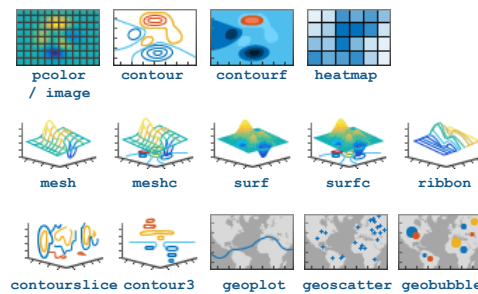 pcolor contour contourf heatmap
/ image
mesh meshc surf surfc ribbon
contourslice contour3 geoplot geoscatter geobubble